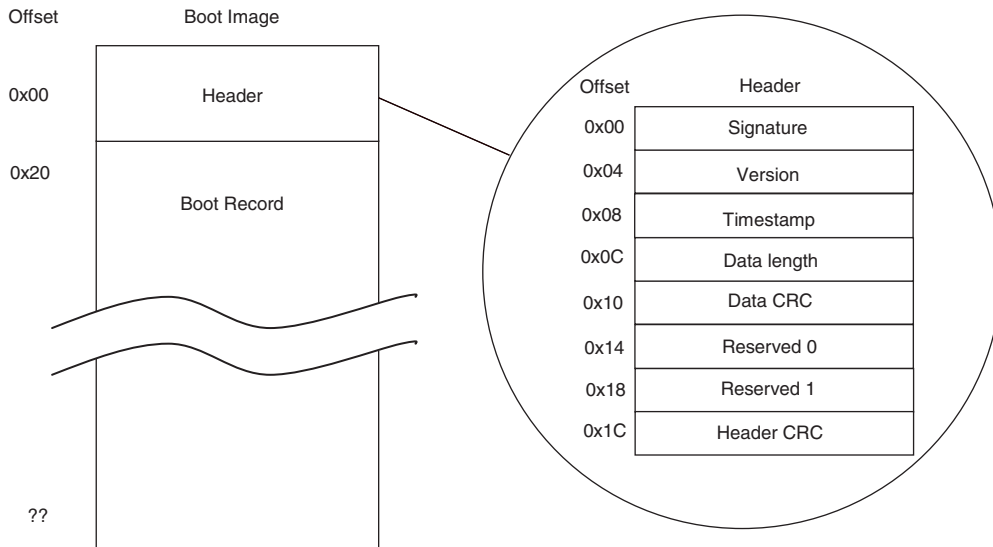 Offset
Boot Image
0x00
Header
0x20
Boot Record
??
Offset
Header
0x00
Signature
0x04
Version
0x08
Timestamp
0x0C
Data length
0x10
Data CRC
0x14
Reserved 0
0x18
Reserved 1
0x1C
Header CRC